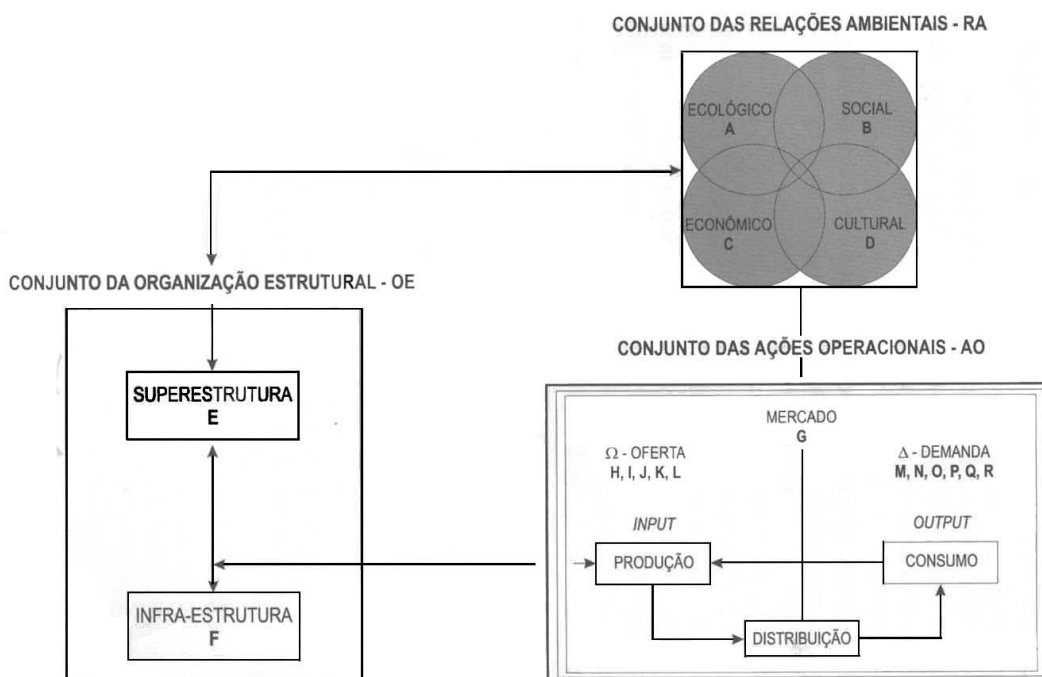 CONJUNTO DAS RELAÇÕES AMBIENTAIS - RA
ECOLÓGICO
A
SOCIAL
B
ECONÔMICO
C
CULTURAL
D
CONJUNTO DA ORGANIZAÇÃO ESTRUTURAL - OE
SUPERESTRUTURA
E
INFRA-ESTRUTURA
F
CONJUNTO DAS AÇÕES OPERACIONAIS - AO
MERCADO
G
Ω - OFERTA
H, I, J, K, L
Δ - DEMANDA
M, N, O, P, Q, R
INPUT
OUTPUT
PRODUÇÃO
CONSUMO
DISTRIBUIÇÃO